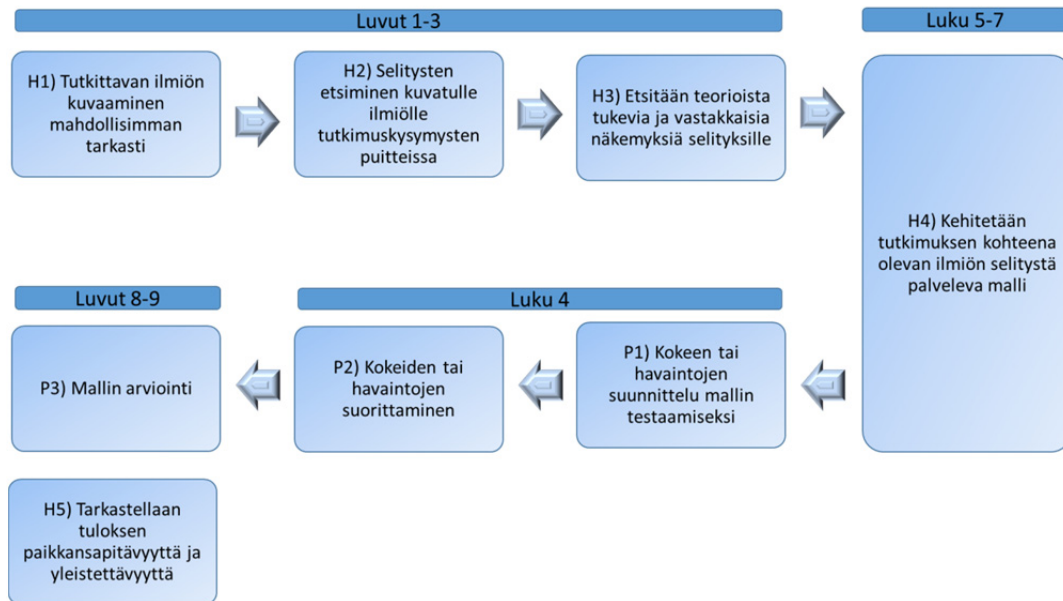 Luvut 1-3
Luku 5-7
H1) Tutkittavan ilmiön
kuvaaminen
mahdollisimman
tarkasti
H2) Selitysten
etsiminen kuvatulle
ilmiölle
tutkimuskysymysten
puitteissa
H3) Etsitään teorioista
tukevia ja vastakkaisia
näkemyksiä selityksille
H4) Kehitetään
tutkimuksen kohteena
olevan ilmiön selitystä
palveleva malli
Luvut 8-9
Luku 4
P3) Mallin arviointi
P2) Kokeiden tai
havaintojen
suorittaminen
P1) Kokeen tai
havaintojen
suunnittelu mallin
testaamiseksi
H5) Tarkastellaan
tuloksen
paikkansapitävyyttä ja
yleistettävyyttä